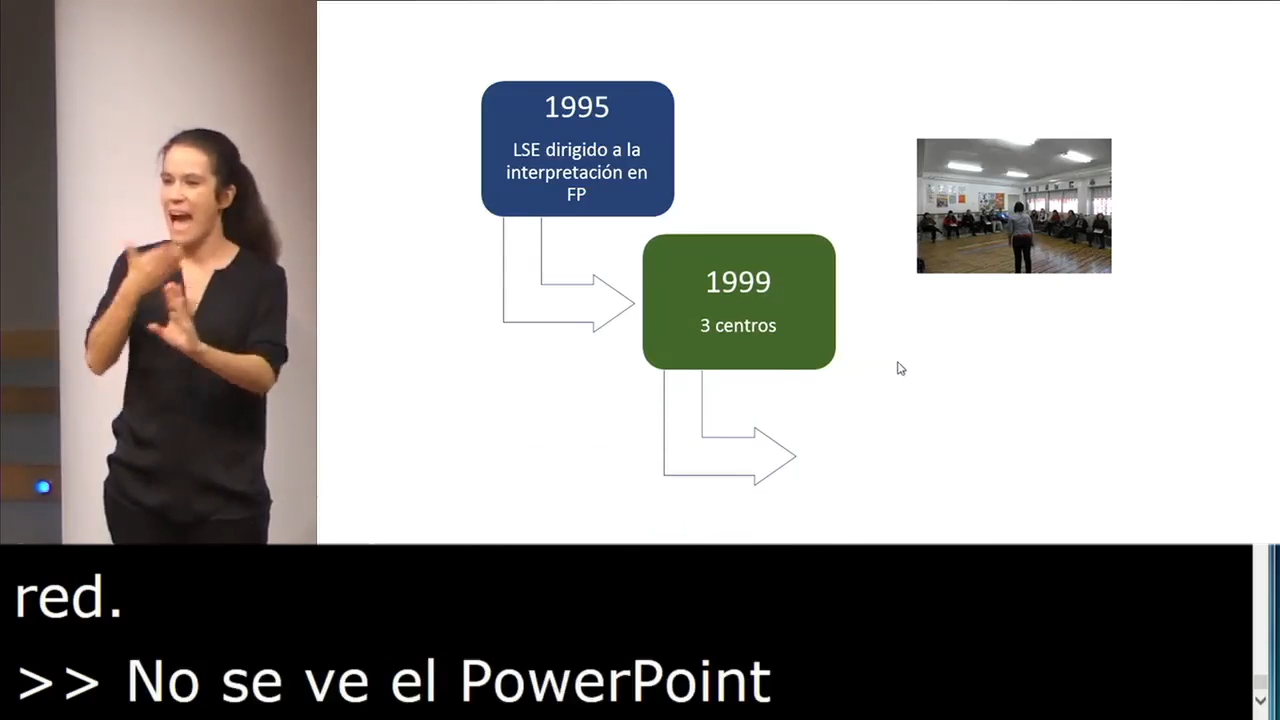 1995
LSE dirigido a la
interpretación en
FP
1999
3 centros
red.
>> No se ve el PowerPoint